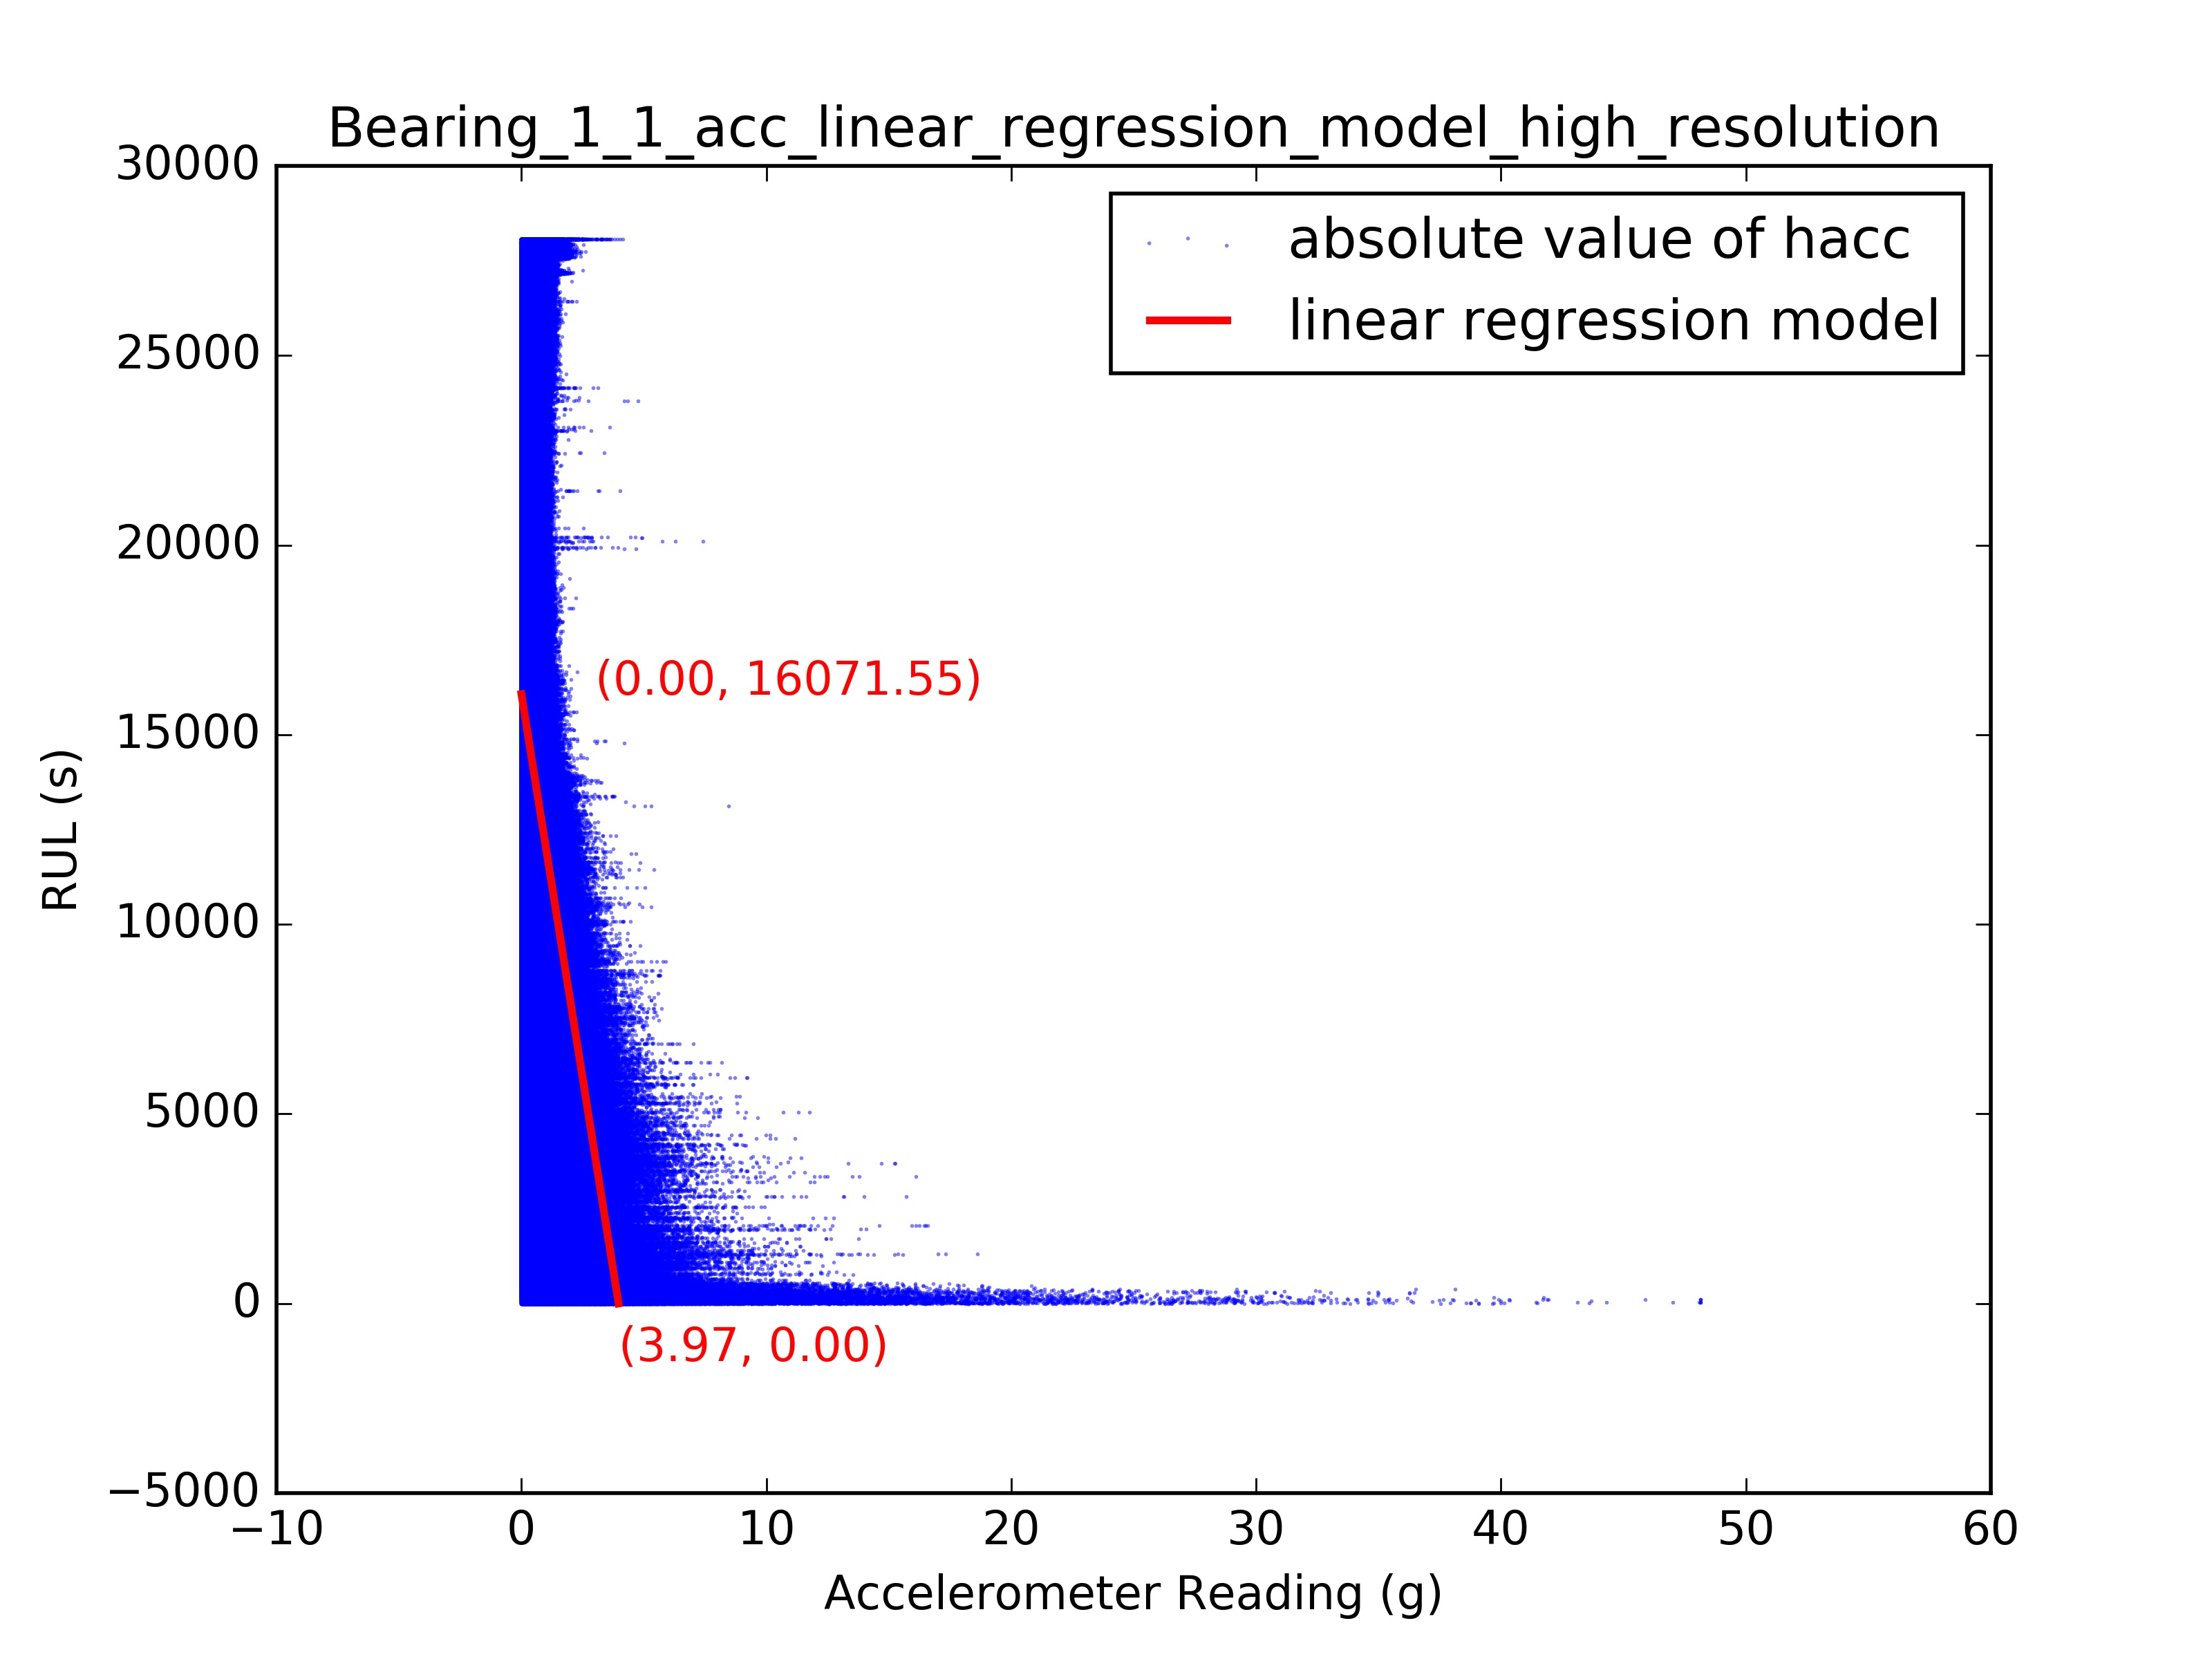 Bearing_1_1_acc_linear_regression_model_high_resolution
30000
25000
20000
15000
10000
5000
0
−5000
RUL (s)
absolute value of hacc
linear regression model
(0.00, 16071.55)
(3.97, 0.00)
−10 0 10 20 30 40 50 60
Accelerometer Reading (g)